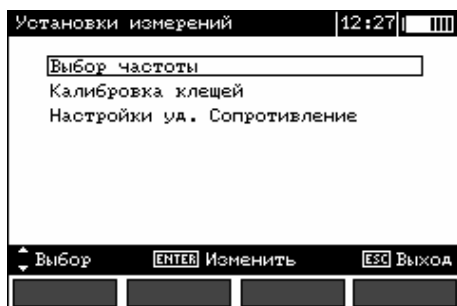 Установки измерений 12:27
Выбор частоты
Калибровка клещей
Настройки уд. Сопротивление
Выбор ENTER Изменить ESC Выход